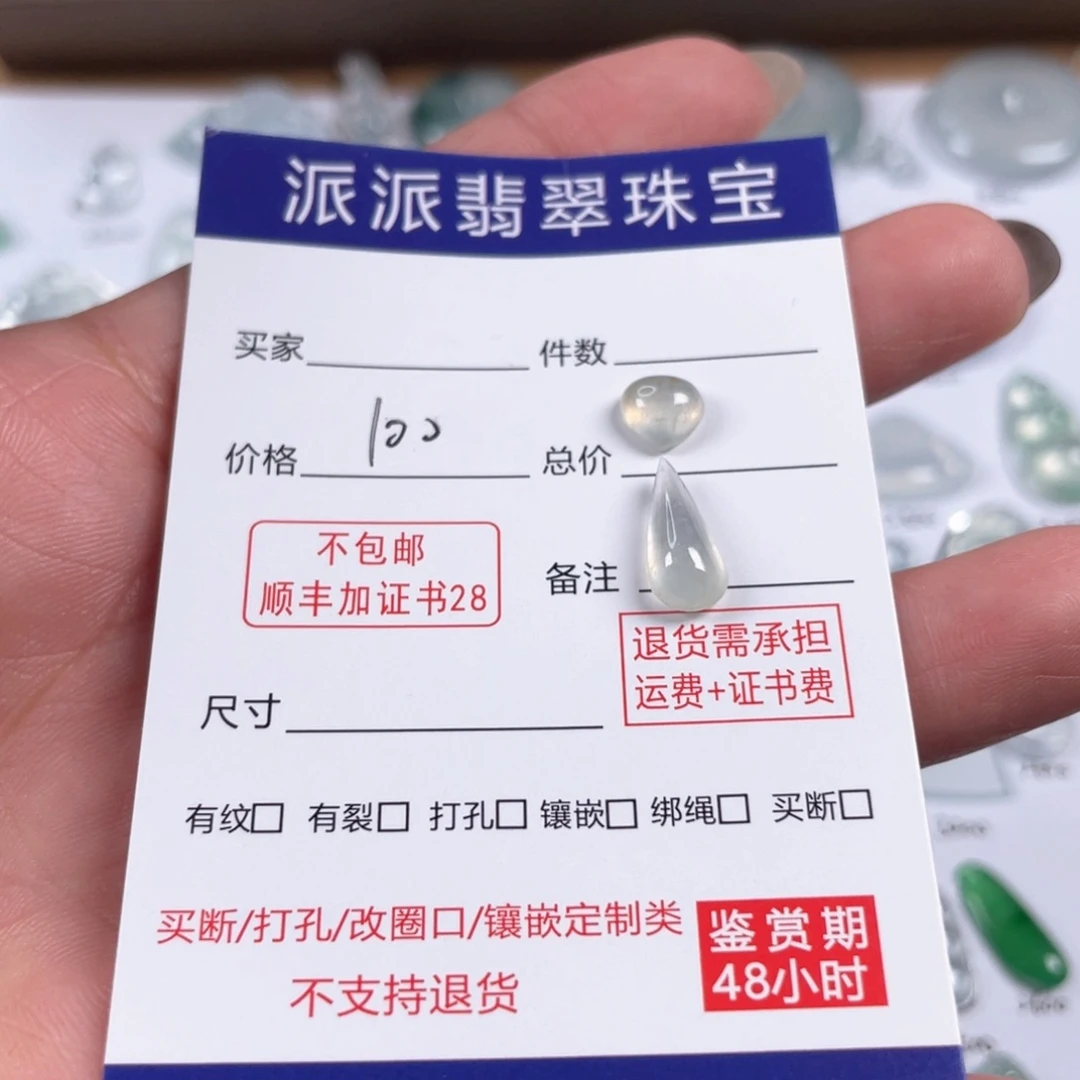 派派翡翠珠宝
买家 件数
价格 100 总价
不包邮
顺丰加证书28
备注
退货需承担
运费+证书费
尺寸
有纹□ 有裂□ 打孔□ 镶嵌□ 绑绳□ 买断□
买断/打孔/改圈口/镶嵌定制类
不支持退货
鉴赏期
48小时